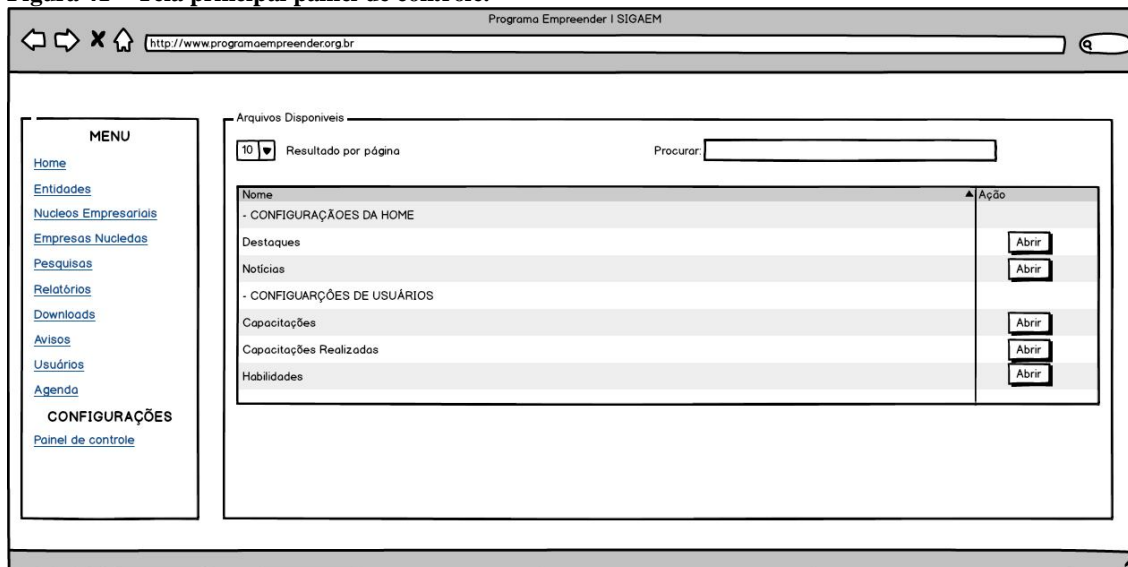 Programa Empreender I SIGAEM
http://www.programaempreender.org.br
MENU
Home
Entidades
Nucleos Empresariais
Empresas Nucledas
Pesquisas
Relatórios
Downloads
Avisos
Usuários
Agenda
CONFIGURAÇÕES
Painel de controle
Arquivos Disponiveis
10 Resultado por página Procurar:
Nome Ação
- CONFIGURAÇÃOES DA HOME
Destaques Abrir
Notícias Abrir
- CONFIGUARÇÔES DE USUÁRIOS
Capacitações Abrir
Capacitações Realizadas Abrir
Habilidades Abrir